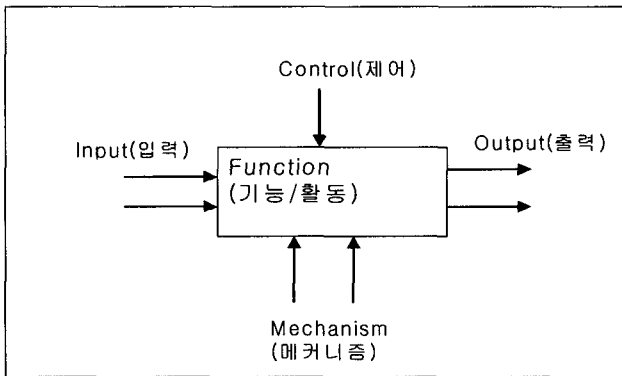 Control(제어)
Input(입력)
Output(출력)
Function
(기능/활동)
Mechanism
(메커니즘)